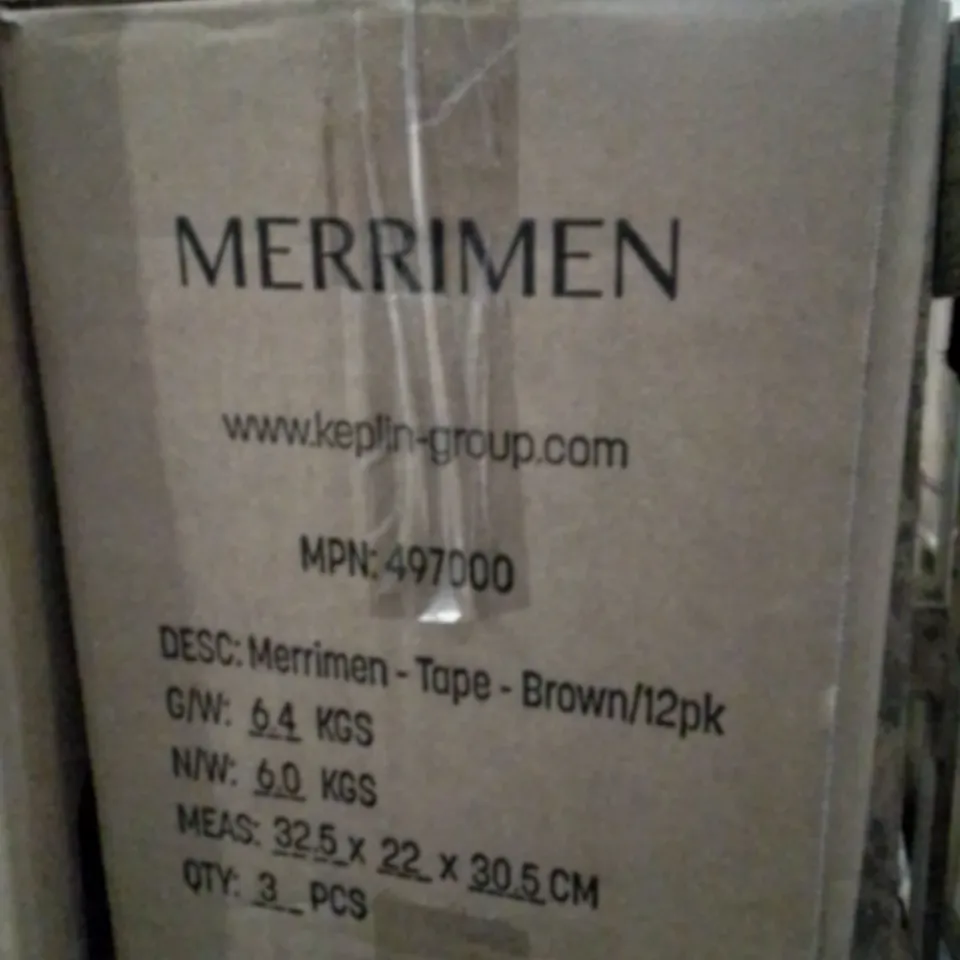 MERRIMEN
www.keplin-group.com
MPN: 497000
DESC: Merrimen - Tape - Brown/12pk
G/W: 6.4 KGS
N/W: 6.0 KGS
MEAS: 32.5 x 22 x 30.5 CM
QTY: 3 PCS